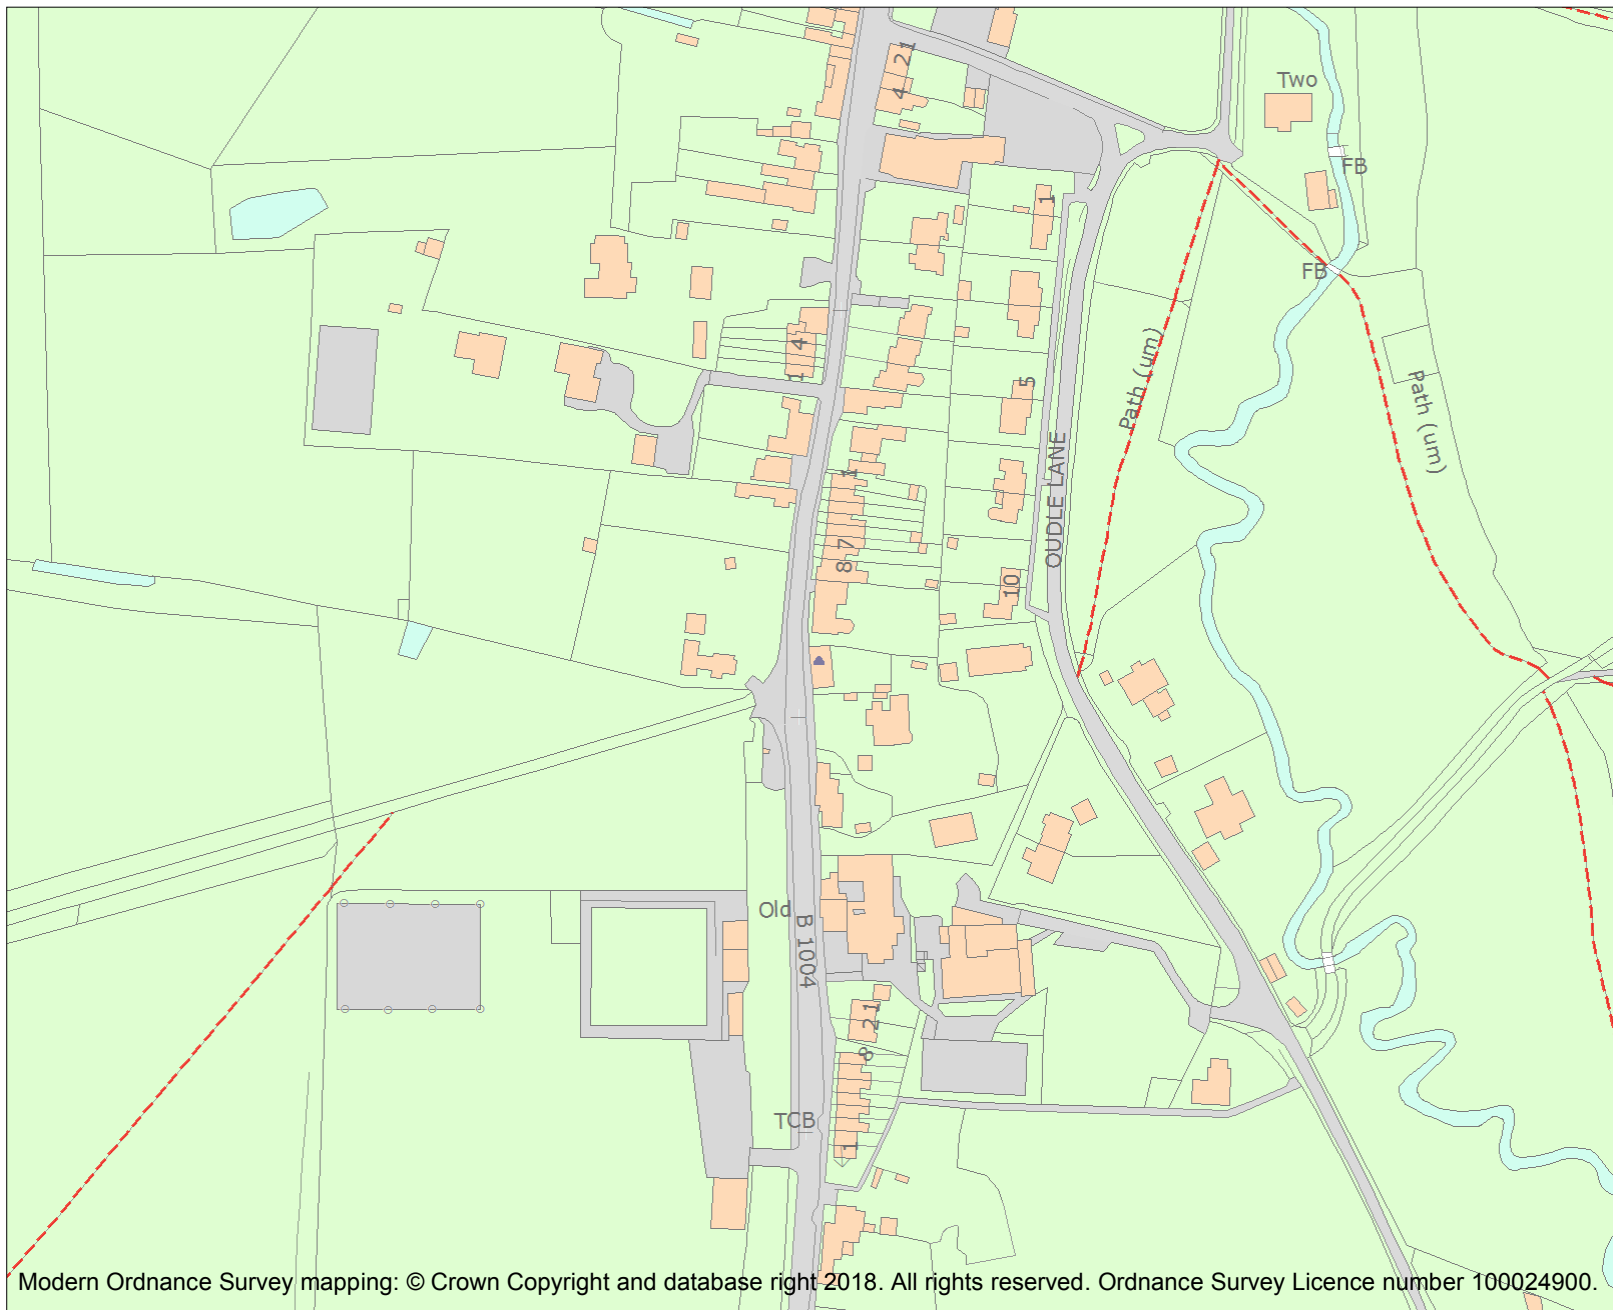 21
4
Two
FB
1
FB
4
1
Path (um)
5
Path (um)
OUDLE LANE
1
7
8
10
Old
B 1004
21
8
TCB
1
Modern Ordnance Survey mapping: © Crown Copyright and database right 2018. All rights reserved. Ordnance Survey Licence number 100024900.